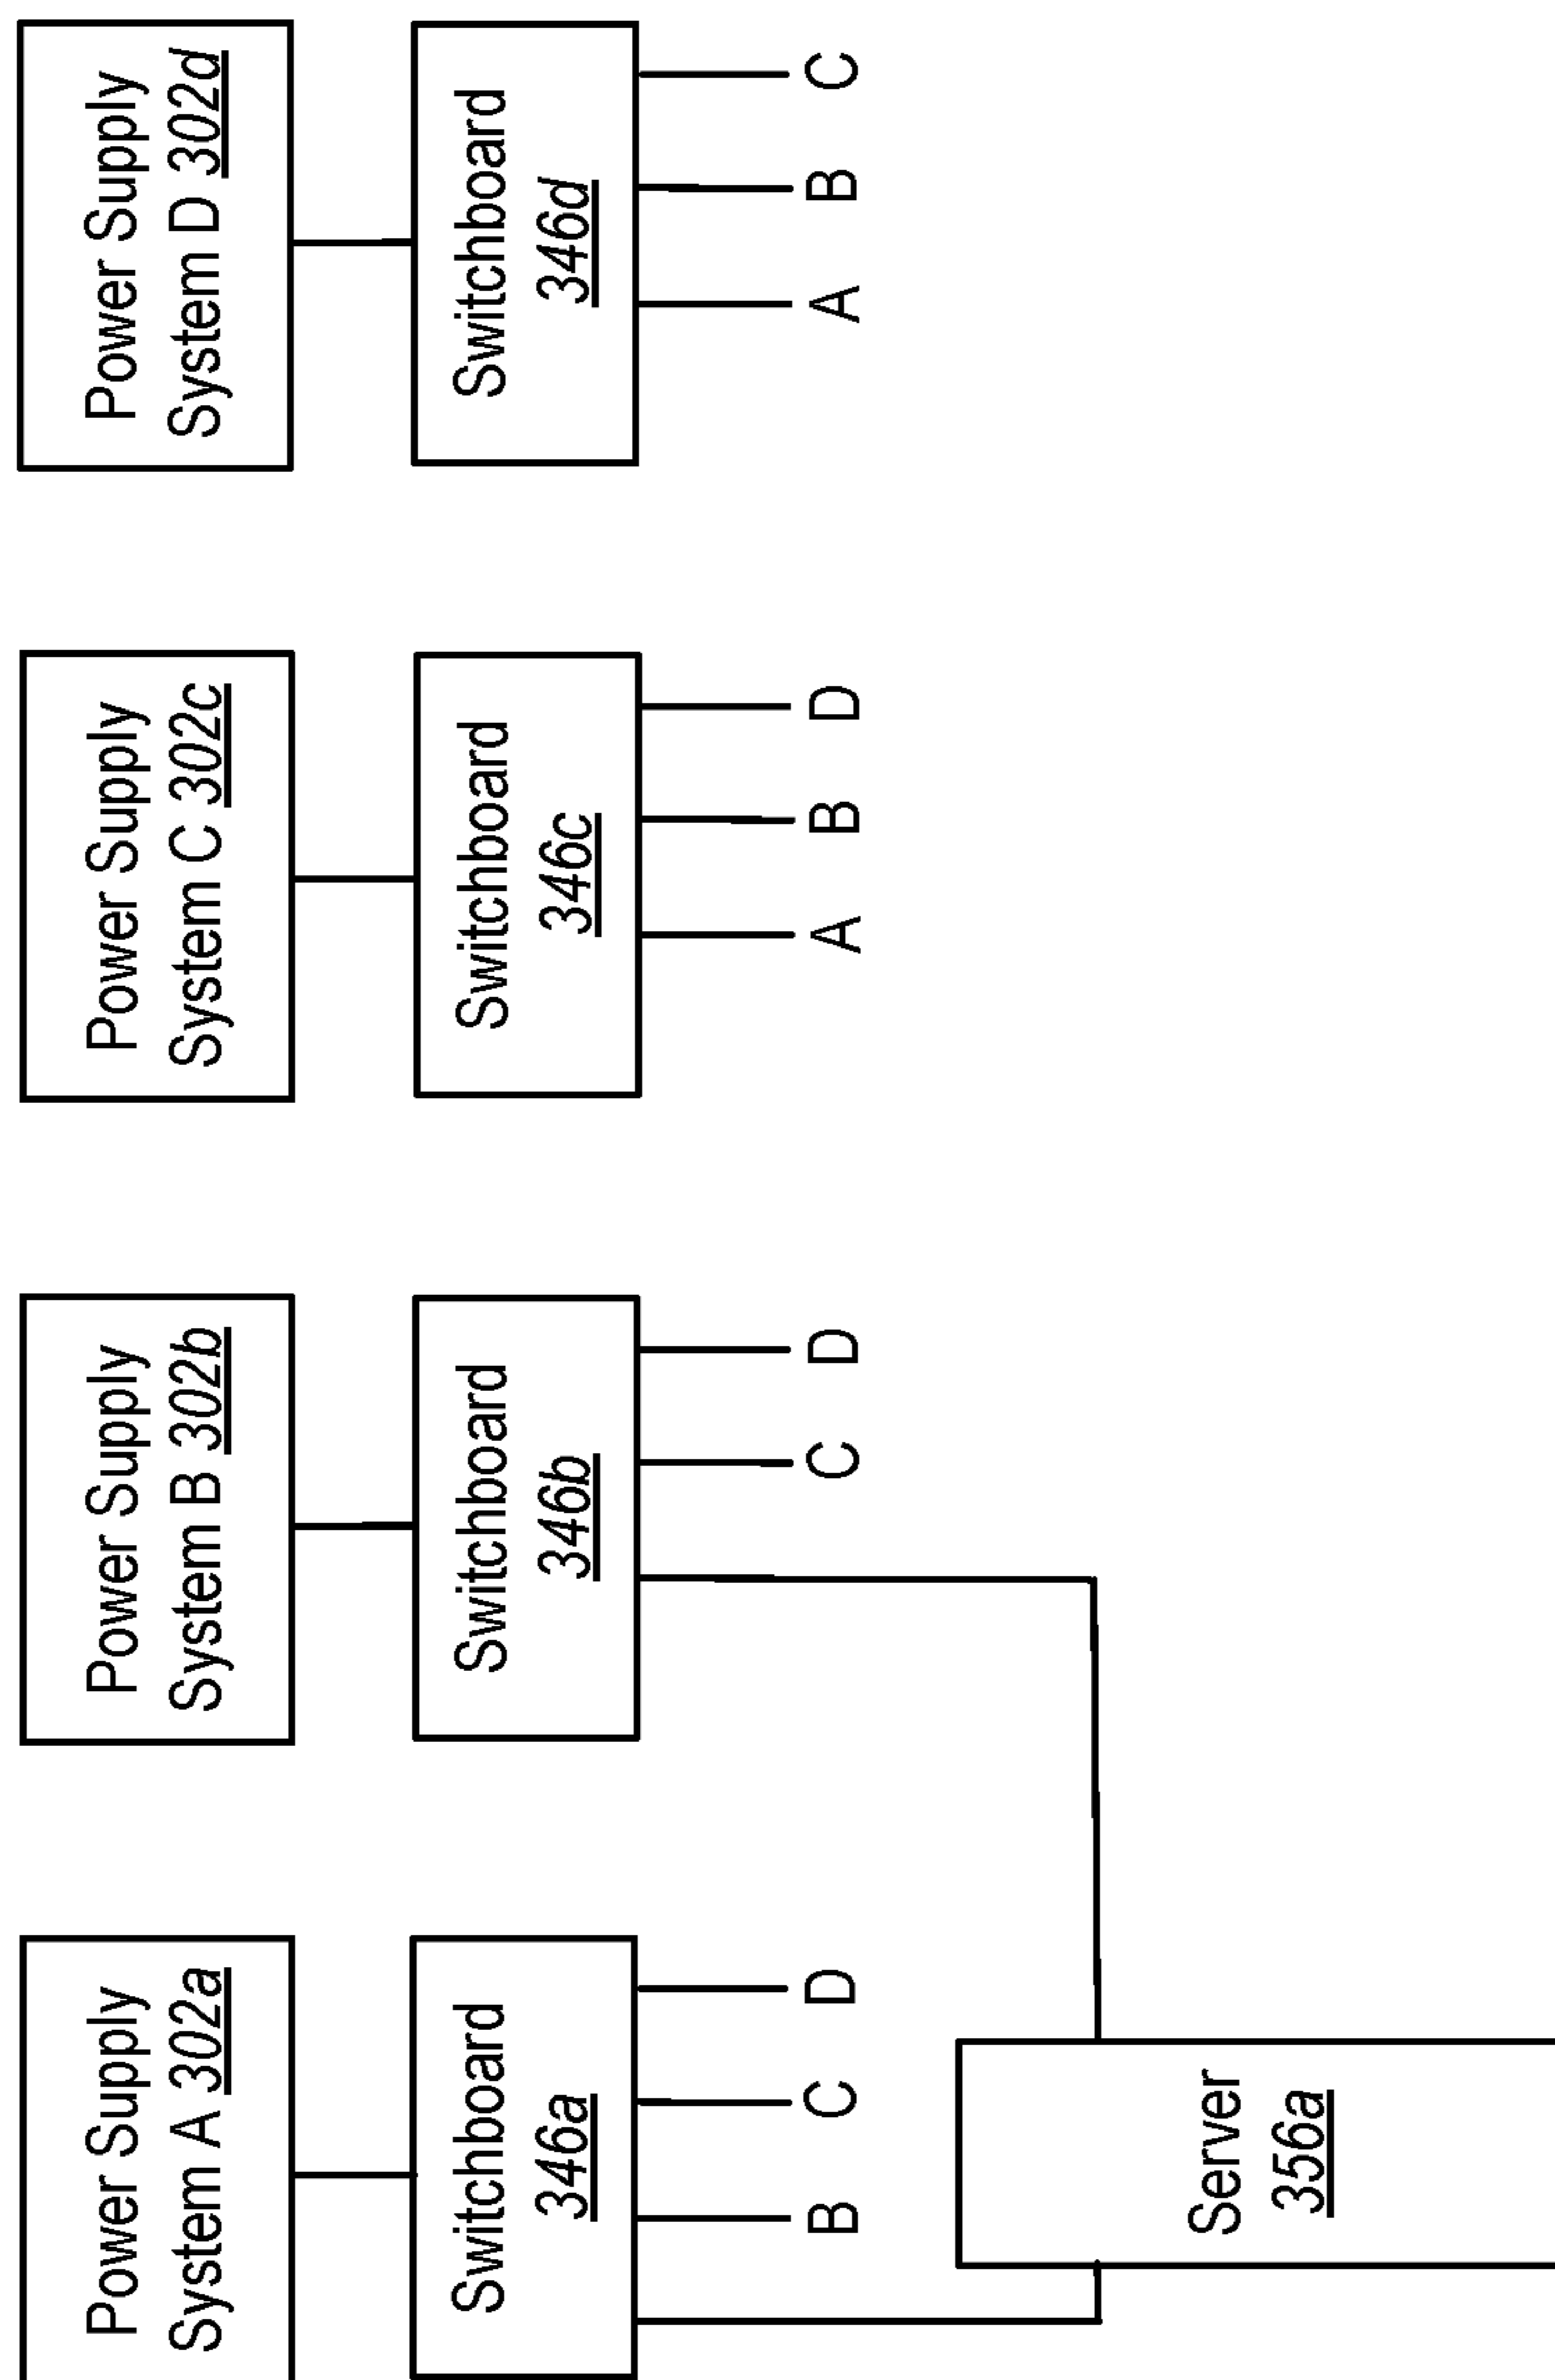 Power Supply
System A 302a
Power Supply
System B 302b
Power Supply
System C 302c
Power Supply
System D 302d
Switchboard
346a
Switchboard
346b
Switchboard
346c
Switchboard
346d
B
C
D
C
D
A
B
D
A
B
C
Server
356a